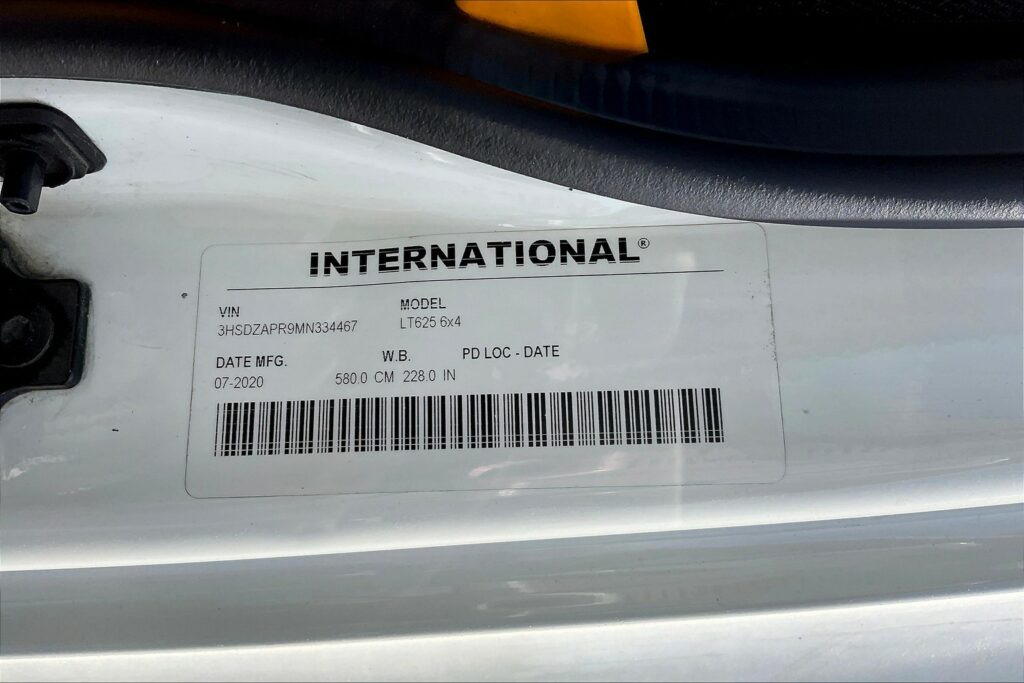 INTERNATIONAL®
VIN MODEL
3HSDZAPR9MN334467 LT625 6x4
DATE MFG. W.B. PD LOC - DATE
07-2020 580.0 CM 228.0 IN